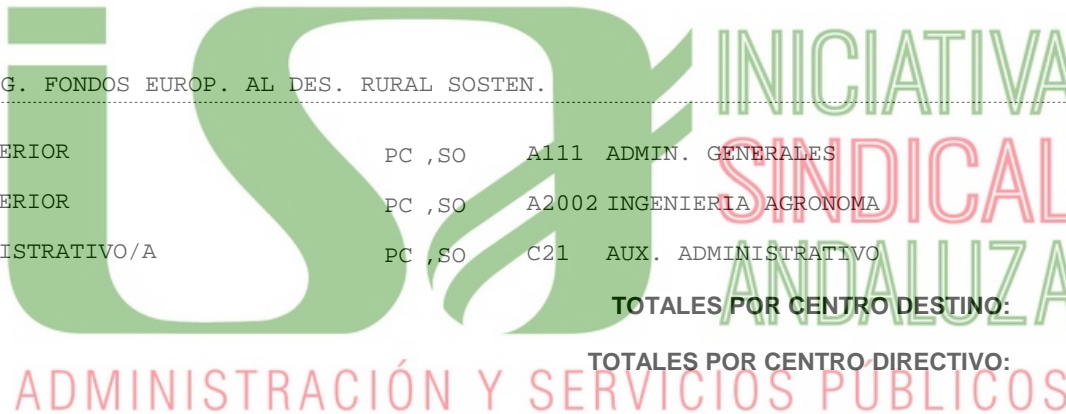 isa
INICIATIVA
SINDICAL
ANDALUZA
ADMINISTRACIÓN Y SERVICIOS PÚBLICOS
G. FONDOS EUROP. AL DES. RURAL SOSTEN.
ERIOR PC ,SO A111 ADMIN. GENERALES
ERIOR PC ,SO A2002 INGENIERIA AGRONOMA
ISTRATIVO/A PC ,SO C21 AUX. ADMINISTRATIVO
TOTALES POR CENTRO DESTINO:
TOTALES POR CENTRO DIRECTIVO: